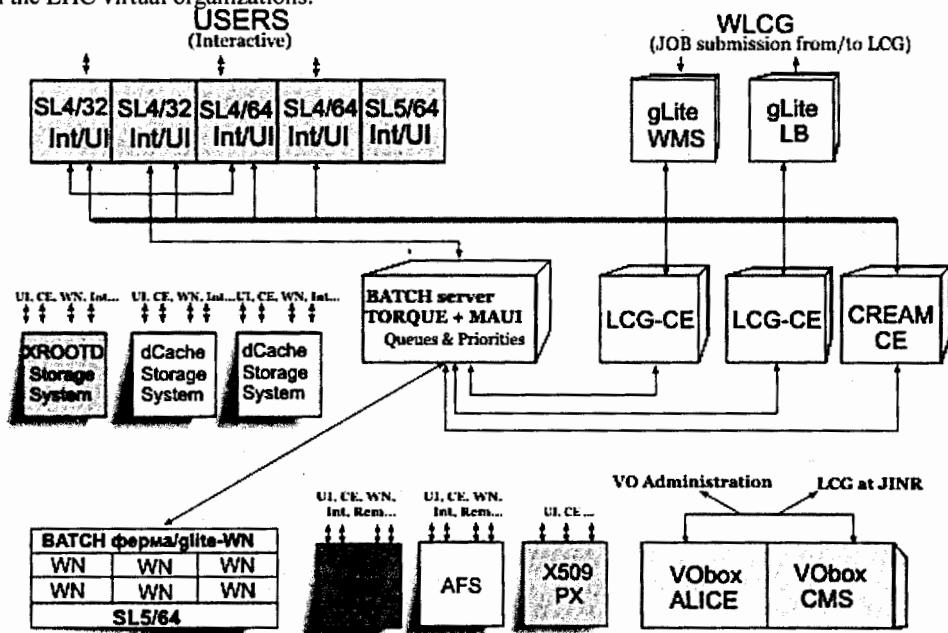 the LHC virtual organizations.
USERS
(Interactive)
WLCG
(JOB submission from/to LCG)
SL4/32
Int/UI
SL4/32
Int/UI
SL4/64
Int/UI
SL4/64
Int/UI
SL5/64
Int/UI
gLite
WMS
gLite
LB
UI, CE, WN, Int...
UI, CE, WN, Int...
UI, CE, WN, Int...
XROOTD
Storage
System
dCache
Storage
System
dCache
Storage
System
BATCH server
TORQUE + MAUI
Queues & Priorities
LCG-CE
LCG-CE
CREAM
CE
VO Administration
LCG at JINR
UI, CE, WN,
Int, Rem...
UI, CE, WN,
Int, Rem...
UI, CE ...
BATCH ферма/glite-WN
WN WN WN
WN WN WN
SL5/64
AFS
X509
PX
VObox
ALICE
VObox
CMS